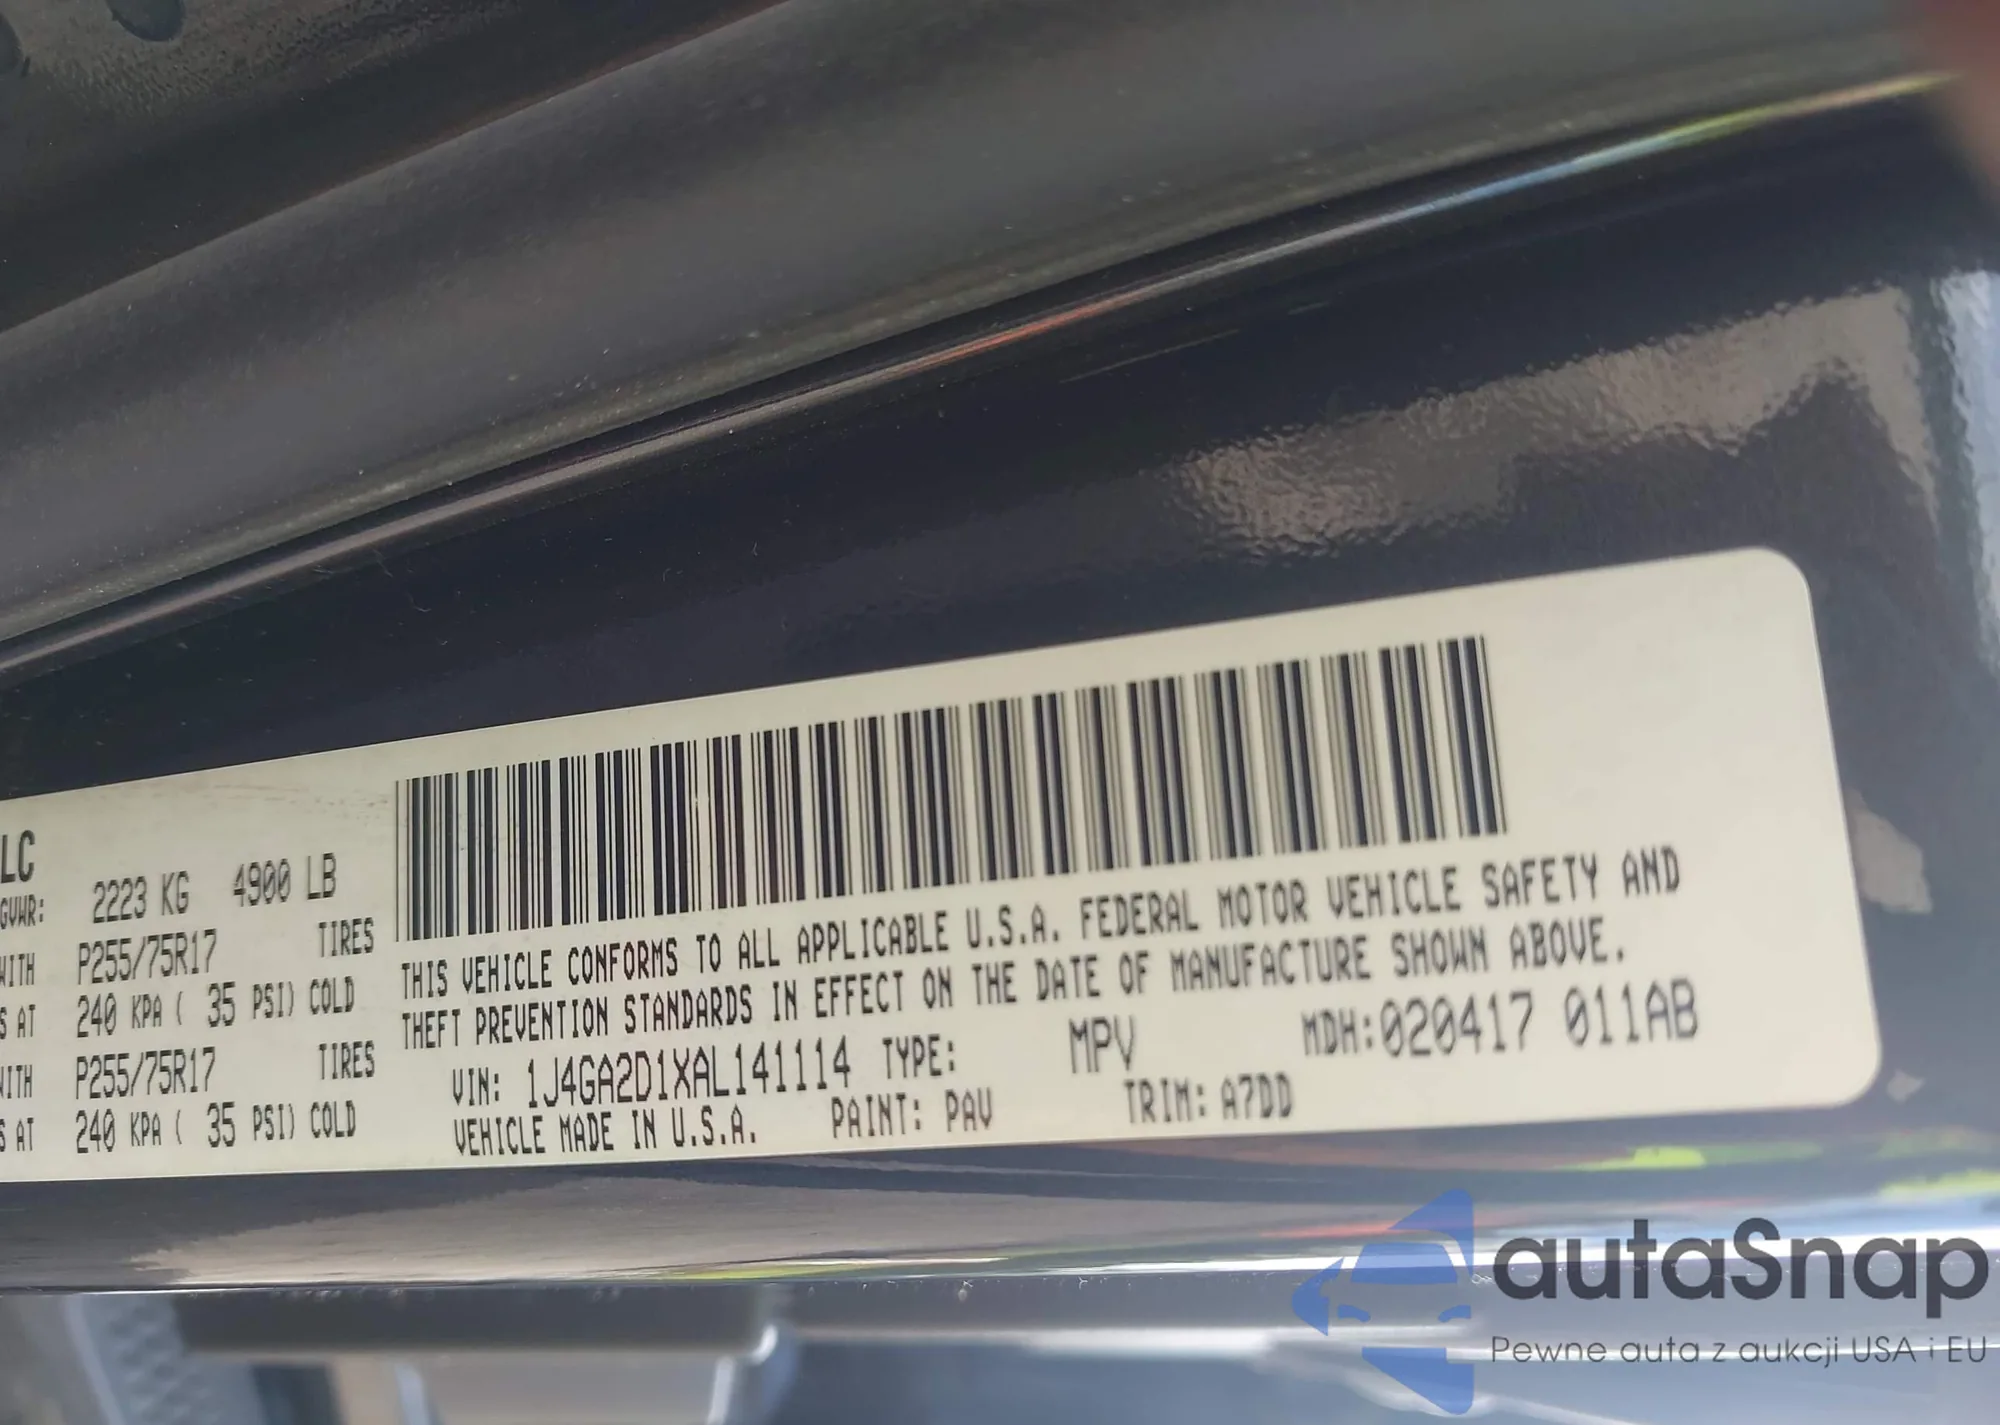 LC
GVWR: 2223 KG 4900 LB
WITH P255/75R17 TIRES
S AT 240 KPA ( 35 PSI) COLD
WITH P255/75R17 TIRES
S AT 240 KPA ( 35 PSI) COLD
THIS VEHICLE CONFORMS TO ALL APPLICABLE U.S.A. FEDERAL MOTOR VEHICLE SAFETY AND
THEFT PREVENTION STANDARDS IN EFFECT ON THE DATE OF MANUFACTURE SHOWN ABOVE.
VIN: 1J4GA2D1XAL141114 TYPE: MPV MDH:020417 011AB
VEHICLE MADE IN U.S.A. PAINT: PAV TRIM: A7DD
autaSnap
Pewne auta z aukcji USA i EU